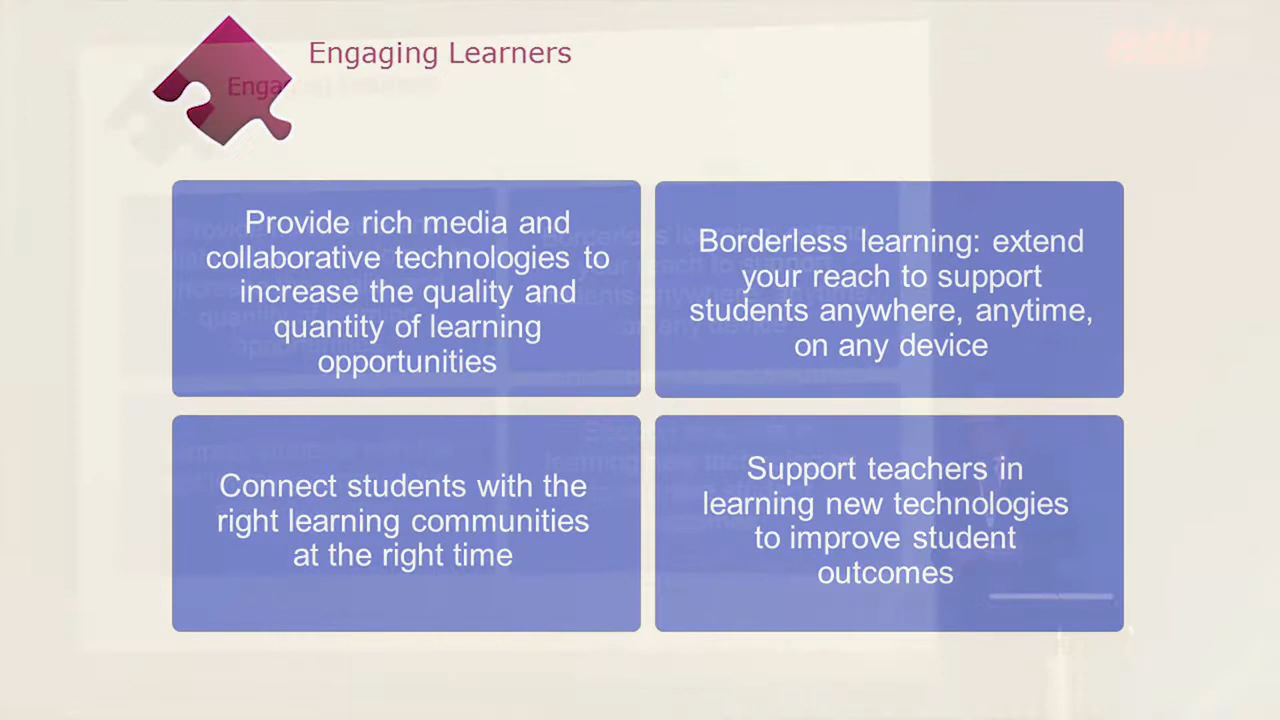 Engaging Learners
Provide rich media and
collaborative technologies to
increase the quality and
quantity of learning
opportunities
Borderless learning: extend
your reach to support
students anywhere, anytime,
on any device
Connect students with the
right learning communities
at the right time
Support teachers in
learning new technologies
to improve student
outcomes